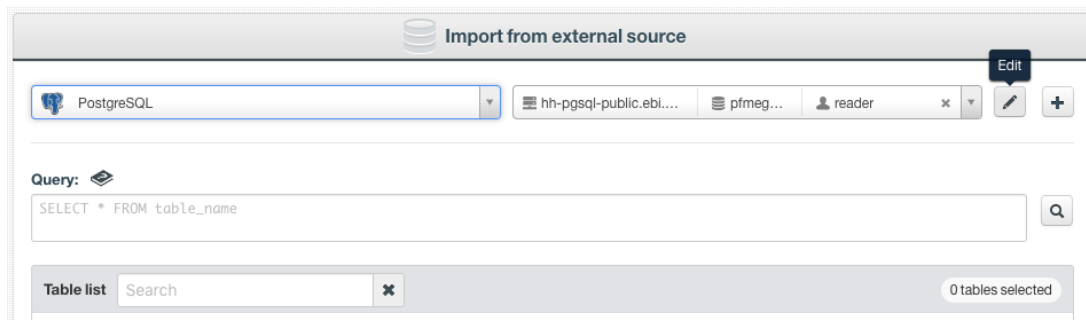 Import from external source
Edit
PostgreSQL hh-pgsql-public.ebi.... pfmeg... reader
Query:
SELECT * FROM table_name
Table list Search 0 tables selected